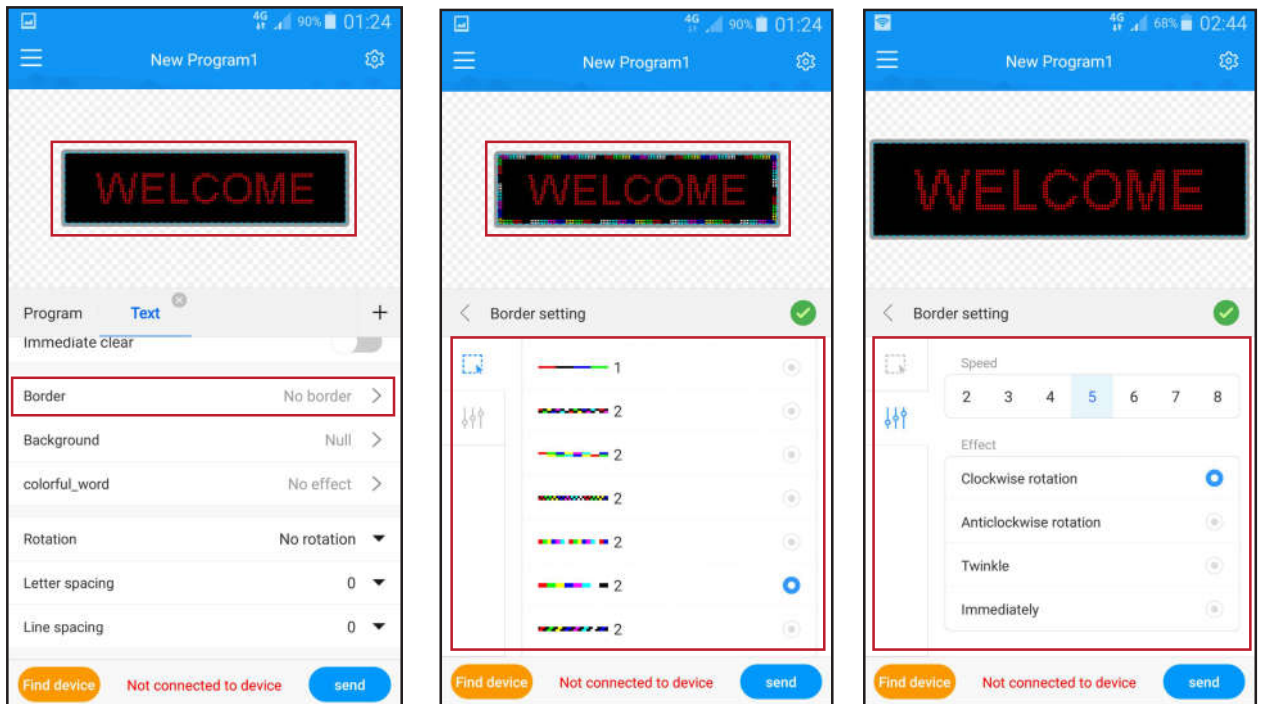 4G 90% 01:24
New Program1
WELCOME
Program Text +
Immediate clear
Border No border >
Background Null >
colorful_word No effect >
Rotation No rotation
Letter spacing 0
Line spacing 0
Find device Not connected to device send
4G 90% 01:24
New Program1
WELCOME
< Border setting
1
2
2
2
2
2
2
Find device Not connected to device send
4G 68% 02:44
New Program1
WELCOME
< Border setting
Speed
2 3 4 5 6 7 8
Effect
Clockwise rotation
Anticlockwise rotation
Twinkle
Immediately
Find device Not connected to device send